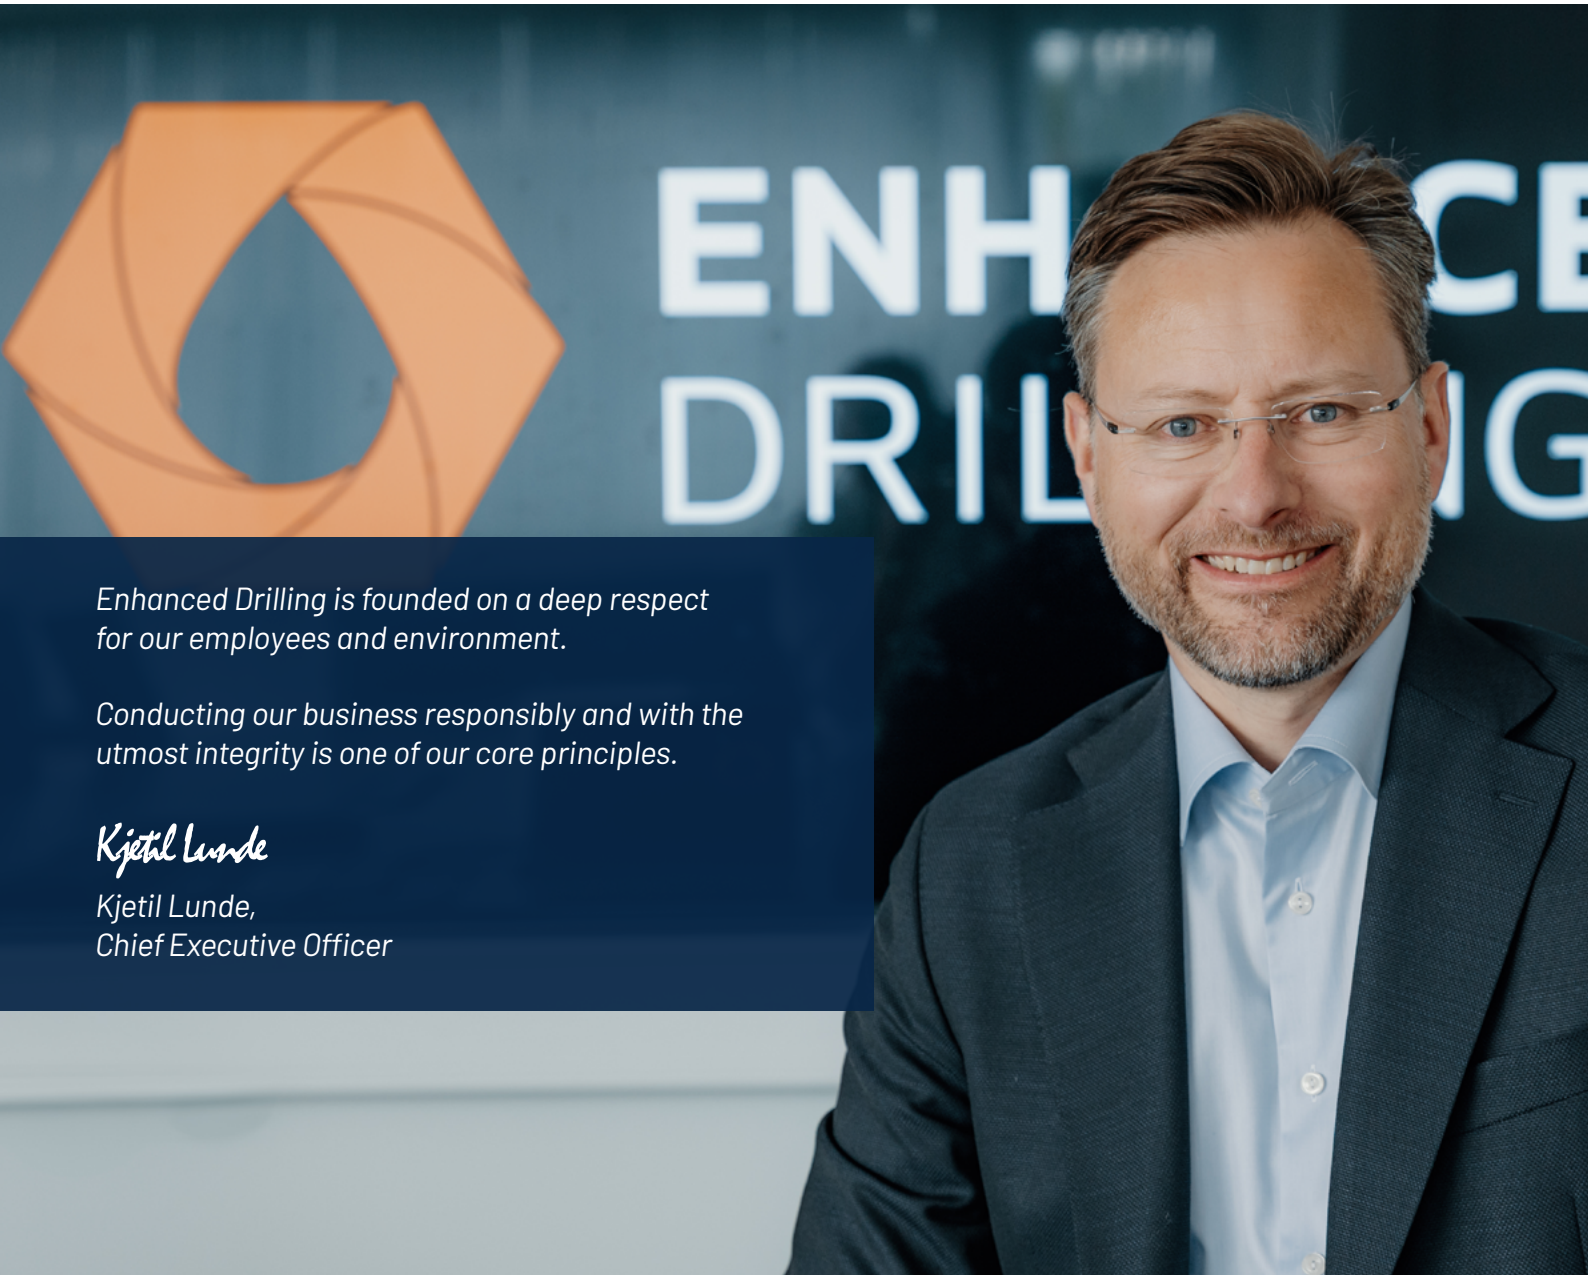 ENH CE
DRIL NG
Enhanced Drilling is founded on a deep respect
for our employees and environment.
Conducting our business responsibly and with the
utmost integrity is one of our core principles.
Kjetil Lunde
Kjetil Lunde,
Chief Executive Officer